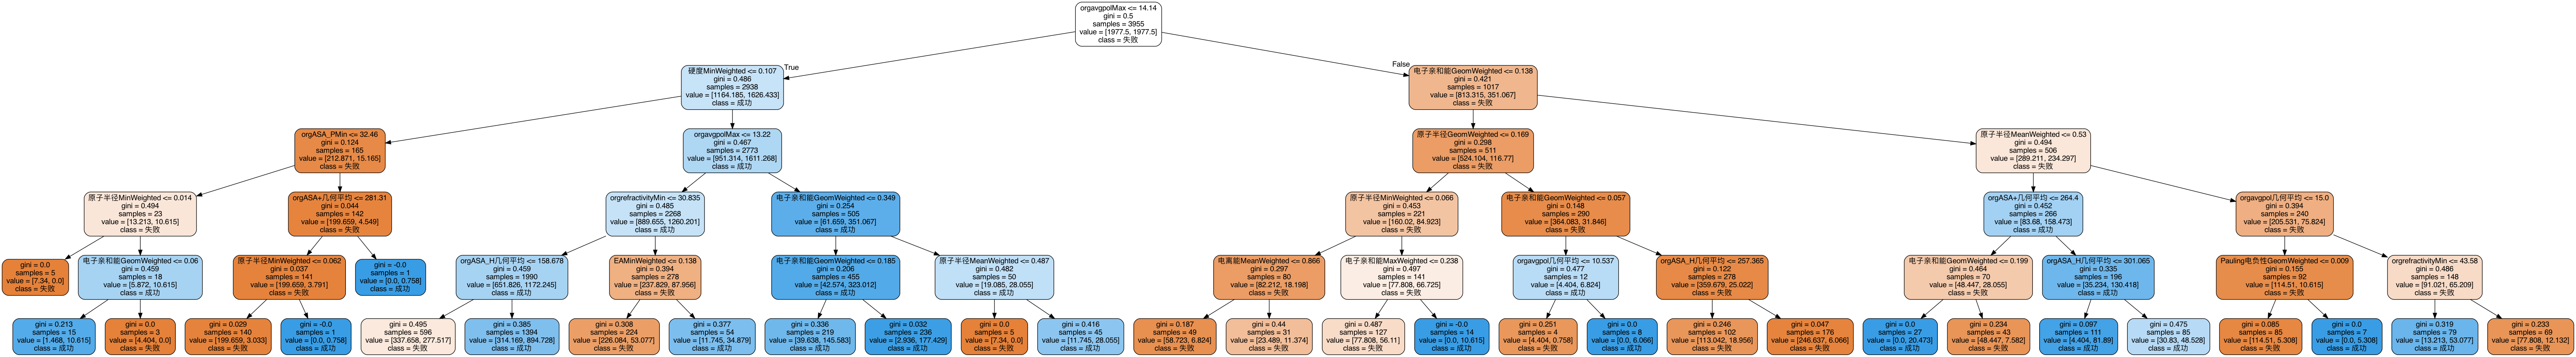 orgavgpolMax <= 14.14
gini = 0.5
samples = 3955
value = [1977.5, 1977.5]
class = 失败
True
False
硬度MinWeighted <= 0.107
gini = 0.486
samples = 2938
value = [1164.185, 1626.433]
class = 成功
电子亲和能GeomWeighted <= 0.138
gini = 0.421
samples = 1017
value = [813.315, 351.067]
class = 失败
orgASA_PMin <= 32.46
gini = 0.124
samples = 165
value = [212.871, 15.165]
class = 失败
orgavgpolMax <= 13.22
gini = 0.467
samples = 2773
value = [951.314, 1611.268]
class = 成功
原子半径GeomWeighted <= 0.169
gini = 0.298
samples = 511
value = [524.104, 116.77]
class = 失败
原子半径MeanWeighted <= 0.53
gini = 0.494
samples = 506
value = [289.211, 234.297]
class = 失败
原子半径MinWeighted <= 0.014
gini = 0.494
samples = 23
value = [13.213, 10.615]
class = 失败
orgASA+几何平均 <= 281.31
gini = 0.044
samples = 142
value = [199.659, 4.549]
class = 失败
orgrefractivityMin <= 30.835
gini = 0.485
samples = 2268
value = [889.655, 1260.201]
class = 成功
电子亲和能GeomWeighted <= 0.349
gini = 0.254
samples = 505
value = [61.659, 351.067]
class = 成功
原子半径MinWeighted <= 0.066
gini = 0.453
samples = 221
value = [160.02, 84.923]
class = 失败
电子亲和能GeomWeighted <= 0.057
gini = 0.148
samples = 290
value = [364.083, 31.846]
class = 失败
orgASA+几何平均 <= 264.4
gini = 0.452
samples = 266
value = [83.68, 158.473]
class = 成功
orgavgpol几何平均 <= 15.0
gini = 0.394
samples = 240
value = [205.531, 75.824]
class = 失败
gini = 0.0
samples = 5
value = [7.34, 0.0]
class = 失败
电子亲和能GeomWeighted <= 0.06
gini = 0.459
samples = 18
value = [5.872, 10.615]
class = 成功
原子半径MinWeighted <= 0.062
gini = 0.037
samples = 141
value = [199.659, 3.791]
class = 失败
gini = -0.0
samples = 1
value = [0.0, 0.758]
class = 成功
orgASA_H几何平均 <= 158.678
gini = 0.459
samples = 1990
value = [651.826, 1172.245]
class = 成功
EAMinWeighted <= 0.138
gini = 0.394
samples = 278
value = [237.829, 87.956]
class = 失败
电子亲和能GeomWeighted <= 0.185
gini = 0.206
samples = 455
value = [42.574, 323.012]
class = 成功
原子半径MeanWeighted <= 0.487
gini = 0.482
samples = 50
value = [19.085, 28.055]
class = 成功
电离能MeanWeighted <= 0.866
gini = 0.297
samples = 80
value = [82.212, 18.198]
class = 失败
电子亲和能MaxWeighted <= 0.238
gini = 0.497
samples = 141
value = [77.808, 66.725]
class = 失败
orgavgpol几何平均 <= 10.537
gini = 0.477
samples = 12
value = [4.404, 6.824]
class = 成功
orgASA_H几何平均 <= 257.365
gini = 0.122
samples = 278
value = [359.679, 25.022]
class = 失败
电子亲和能GeomWeighted <= 0.199
gini = 0.464
samples = 70
value = [48.447, 28.055]
class = 失败
orgASA_H几何平均 <= 301.065
gini = 0.335
samples = 196
value = [35.234, 130.418]
class = 成功
Pauling电负性GeomWeighted <= 0.009
gini = 0.155
samples = 92
value = [114.51, 10.615]
class = 失败
orrefractivityMin <= 43.58
gini = 0.486
samples = 148
value = [91.021, 65.209]
class = 失败
gini = 0.213
samples = 15
value = [1.468, 10.615]
class = 成功
gini = 0.0
samples = 3
value = [4.404, 0.0]
class = 失败
gini = 0.029
samples = 140
value = [199.659, 3.033]
class = 失败
gini = -0.0
samples = 1
value = [0.0, 0.758]
class = 成功
gini = 0.495
samples = 596
value = [337.658, 277.517]
class = 失败
gini = 0.385
samples = 1394
value = [314.169, 894.728]
class = 成功
gini = 0.308
samples = 224
value = [226.084, 53.077]
class = 失败
gini = 0.377
samples = 54
value = [11.745, 34.879]
class = 成功
gini = 0.336
samples = 219
value = [39.638, 145.583]
class = 成功
gini = 0.032
samples = 236
value = [2.936, 177.429]
class = 成功
gini = 0.0
samples = 5
value = [7.34, 0.0]
class = 失败
gini = 0.416
samples = 45
value = [11.745, 28.055]
class = 成功
gini = 0.187
samples = 49
value = [58.723, 6.824]
class = 失败
gini = 0.44
samples = 31
value = [23.489, 11.374]
class = 失败
gini = 0.487
samples = 127
value = [77.808, 56.11]
class = 失败
gini = -0.0
samples = 14
value = [0.0, 10.615]
class = 成功
gini = 0.251
samples = 4
value = [4.404, 0.758]
class = 失败
gini = 0.0
samples = 8
value = [0.0, 6.066]
class = 成功
gini = 0.246
samples = 102
value = [113.042, 18.956]
class = 失败
gini = 0.047
samples = 176
value = [246.637, 6.066]
class = 失败
gini = 0.0
samples = 27
value = [0.0, 20.473]
class = 成功
gini = 0.234
samples = 43
value = [48.447, 7.582]
class = 失败
gini = 0.097
samples = 111
value = [4.404, 81.89]
class = 成功
gini = 0.475
samples = 85
value = [30.83, 48.528]
class = 成功
gini = 0.085
samples = 85
value = [114.51, 5.308]
class = 失败
gini = 0.0
samples = 7
value = [0.0, 5.308]
class = 成功
gini = 0.319
samples = 79
value = [13.213, 53.077]
class = 成功
gini = 0.233
samples = 69
value = [77.808, 12.132]
class = 失败